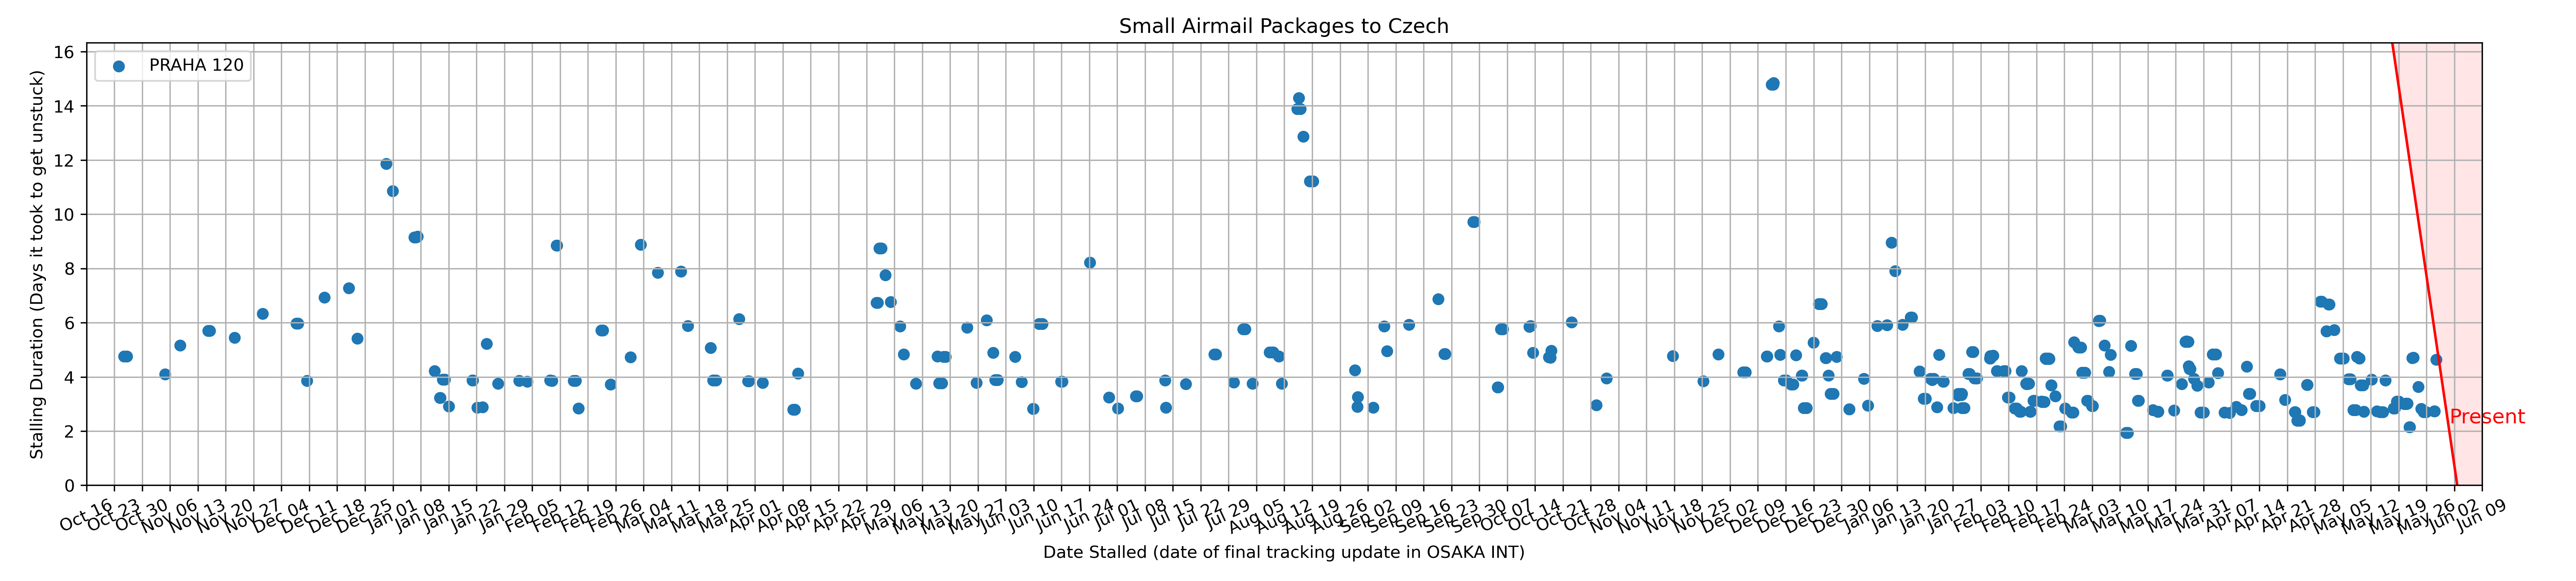 Small Airmail Packages to Czech
PRAHA 120
Stalling Duration (Days it took to get unstuck)
16
14
12
10
8
6
4
2
0
Present
Oct 16 Oct 23 Oct 30 Nov 06 Nov 13 Nov 20 Nov 27 Dec 04 Dec 11 Dec 18 Dec 25 Jan 01 Jan 08 Jan 15 Jan 22 Jan 29 Feb 05 Feb 12 Feb 19 Feb 26 Mar 04 Mar 11 Mar 18 Mar 25 Apr 01 Apr 08 Apr 15 Apr 22 Apr 29 May 06 May 13 May 20 May 27 Jun 03 Jun 10 Jun 17 Jun 24 Jul 01 Jul 08 Jul 15 Jul 22 Jul 29 Aug 05 Aug 12 Aug 19 Aug 26 Sep 02 Sep 09 Sep 16 Sep 23 Sep 30 Oct 07 Oct 14 Oct 21 Oct 28 Nov 04 Nov 11 Nov 18 Nov 25 Dec 02 Dec 09 Dec 16 Dec 23 Dec 30 Jan 06 Jan 13 Jan 20 Jan 27 Feb 03 Feb 10 Feb 17 Feb 24 Mar 03 Mar 10 Mar 17 Mar 24 Mar 31 Apr 07 Apr 14 Apr 21 Apr 28 May 05 May 12 May 19 May 26 Jun 02 Jun 09
Date Stalled (date of final tracking update in OSAKA INT)